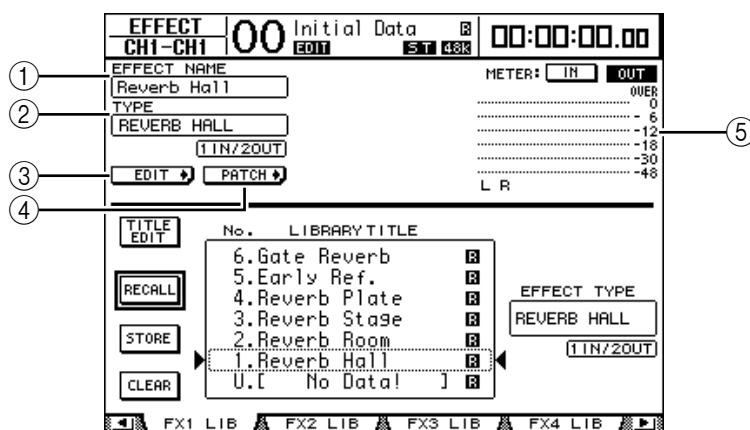 EFFECT
CH1-CH1
00 Initial Data R
EDIT ST 48K
00:00:00.00
① EFFECT NAME
Reverb Hall
② TYPE
REVERB HALL
1IN/2OUT
③ EDIT
④ PATCH
METER: IN OUT
OVER
0
-6
-12 ⑤
-18
-30
-48
L R
TITLE EDIT
RECALL
STORE
CLEAR
No. LIBRARY TITLE
6.Gate Reverb R
5.Early Ref. R
4.Reverb Plate R
3.Reverb Stage R
2.Reverb Room R
1.Reverb Hall R
U.[ No Data! ] R
EFFECT TYPE
REVERB HALL
1IN/2OUT
FX1 LIB FX2 LIB FX3 LIB FX4 LIB